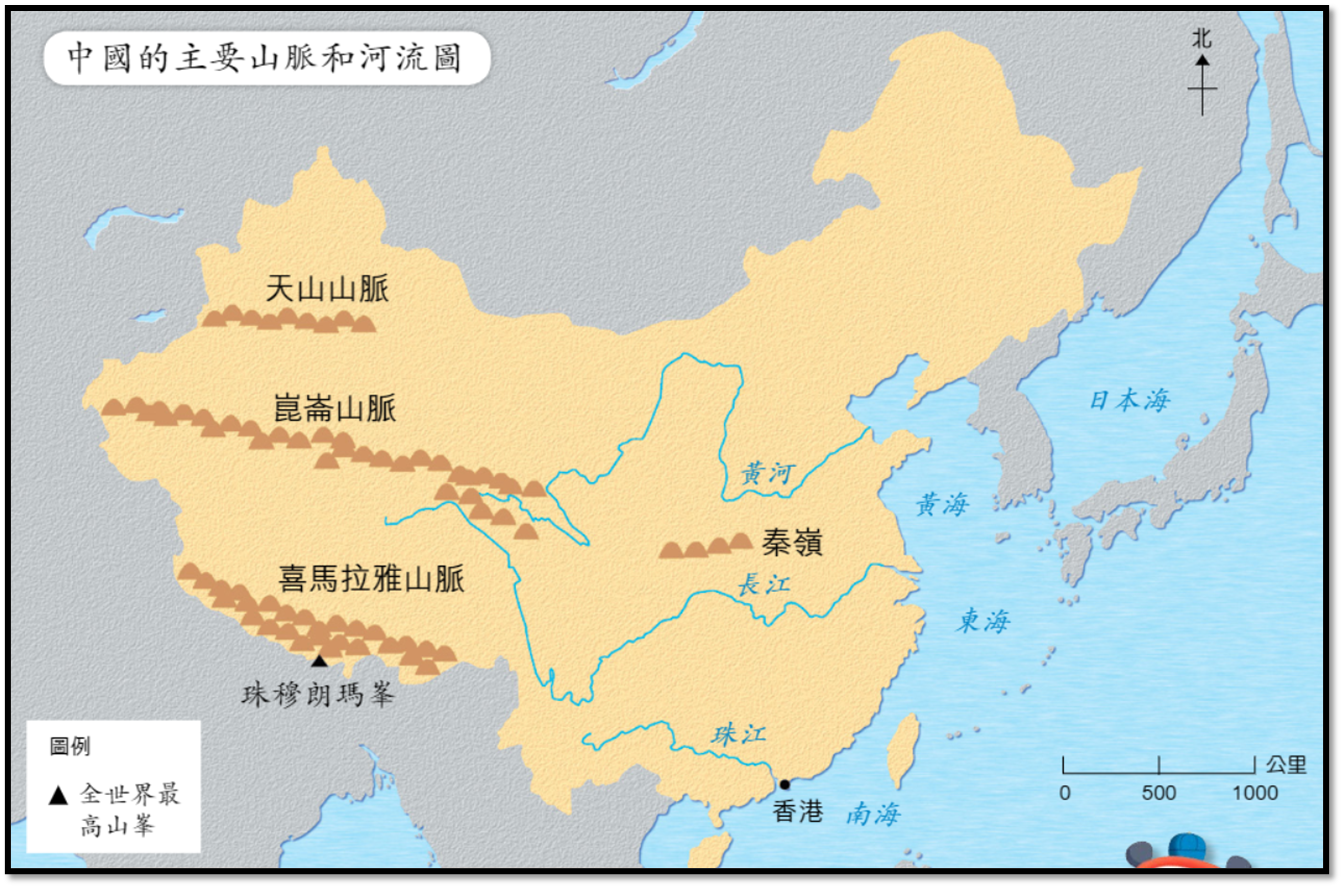 中國的主要山脈和河流圖
北
天山山脈
崑崙山脈
日本海
黃河
黃海
秦嶺
喜馬拉雅山脈
長江
東海
珠穆朗瑪峯
珠江
圖例
全世界最
高山峯
公里
0 500 1000
香港
南海